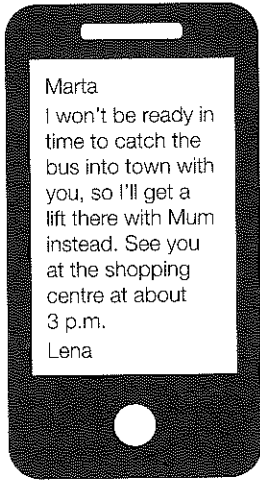 Marta
I won't be ready in
time to catch the
bus into town with
you, so I'll get a
lift there with Mum
instead. See you
at the shopping
centre at about
3 p.m.
Lena